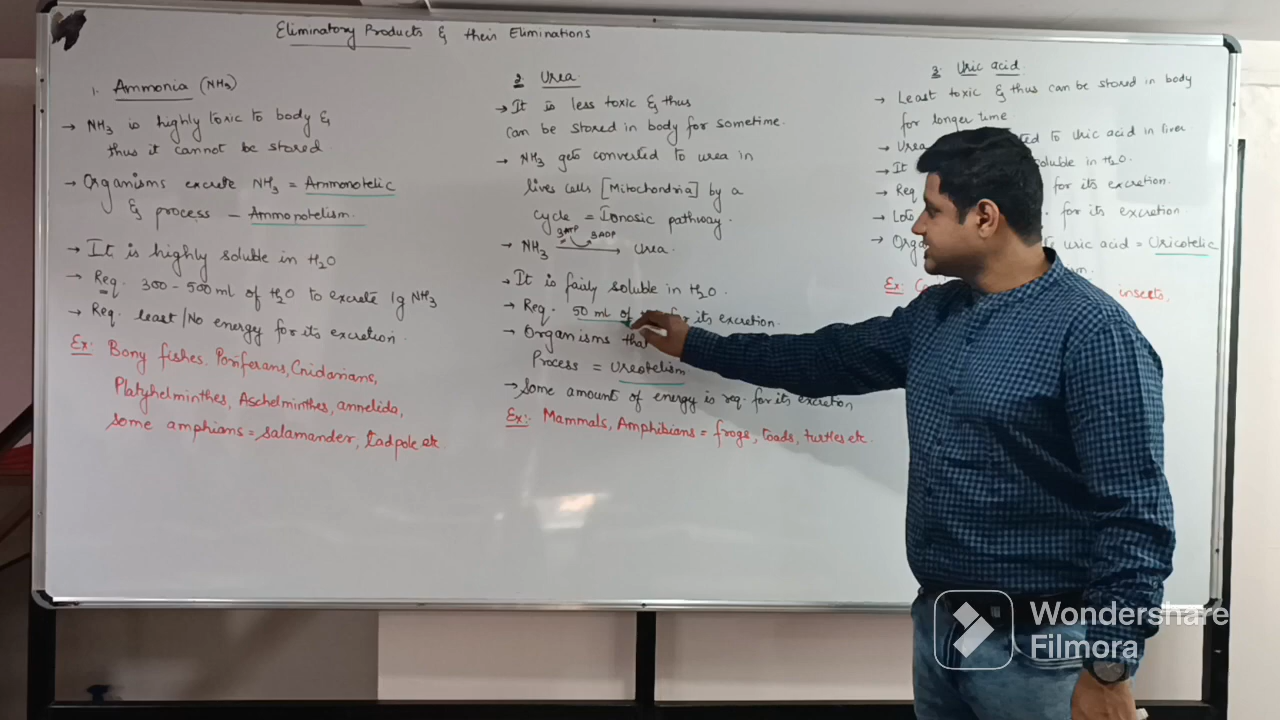 Eliminatory Products & their Eliminations
1. Ammonia (NH3)
→ NH3 is highly toxic to body &
thus it cannot be stored.
→ Organisms excrete NH3 = Ammonotelic
& process - Ammonotelism.
→ It is highly soluble in H2O
→ Req. 300-500ml of H2O to excrete 1g NH3
→ Req. least/No energy for its excretion.
Ex: Bony fishes. Poriferans, Cnidarians,
Platyhelminthes, Aschelminthes, annelida,
some amphians = salamander, tadpole etc.
2 Urea
→ It is less toxic & thus
can be stored in body for sometime.
→ NH3 gets converted to urea in
lives cells [Mitochondria] by a
cycle = Ionosic pathway.
3ATP 3ADP
→ NH3 → Urea.
→ It is fairly soluble in H2O.
→ Req. 50 ml of for its excretion.
→ Organisms that
Process = Ureotelism
→ Some amount of energy is req. for its excretion
Ex:- Mammals, Amphibians = frogs, toads, turtles etc.
3. Uric acid
→ Least toxic & thus can be stored in body
for longer time
→ Urea to Uric acid in liver
→ It soluble in H2O.
→ Req for its excretion.
→ Lots for its excretion
→ to uric acid = Uricotelic
Ex: insects,
Wondershare
Filmora